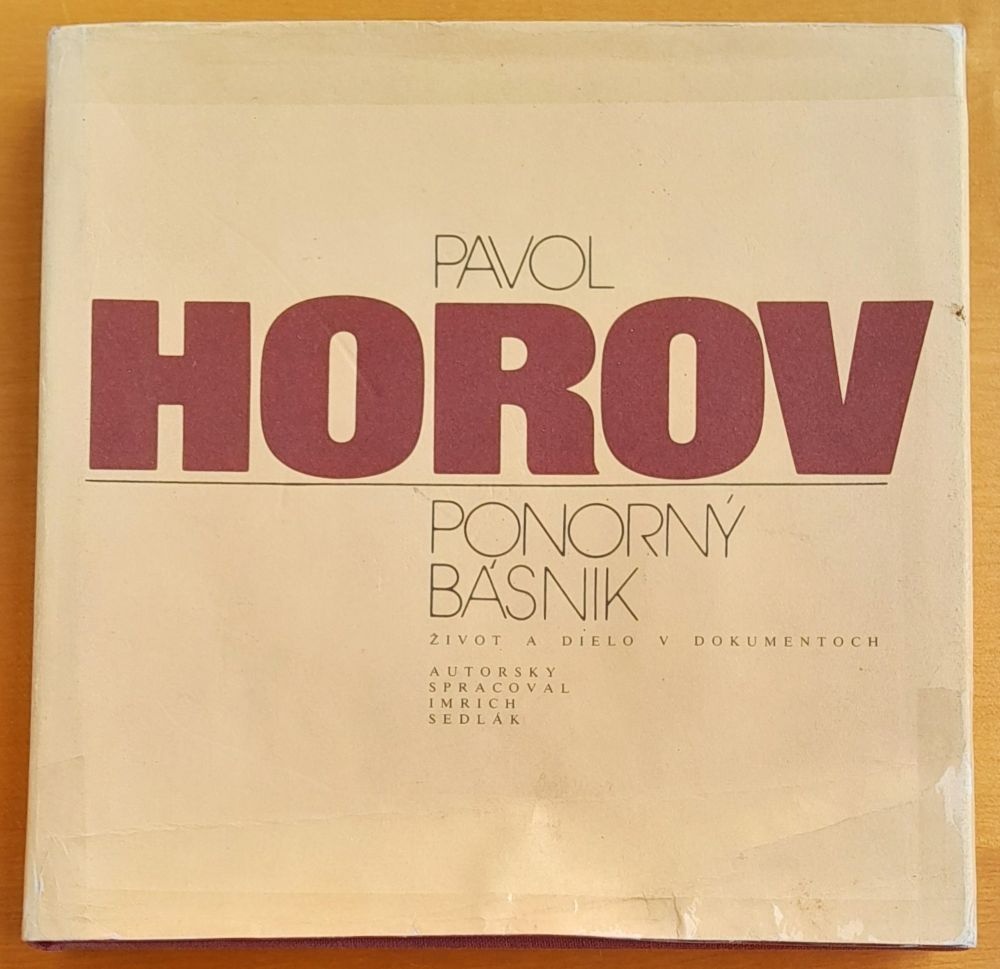 PAVOL
HOROV
PONORNÝ
BÁSNIK
ŽIVOT A DIELO V DOKUMENTOCH
AUTORSKY
SPRACOVAL
IMRICH
SEDLÁK